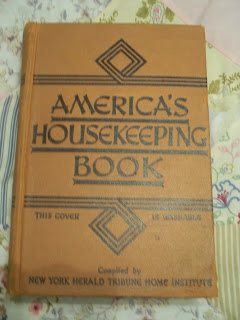 AMERICA'S
HOUSEKEEPING
BOOK
THIS COVER IS WASHABLE
Compiled by
NEW YORK HERALD TRIBUNE HOME INSTITUTE